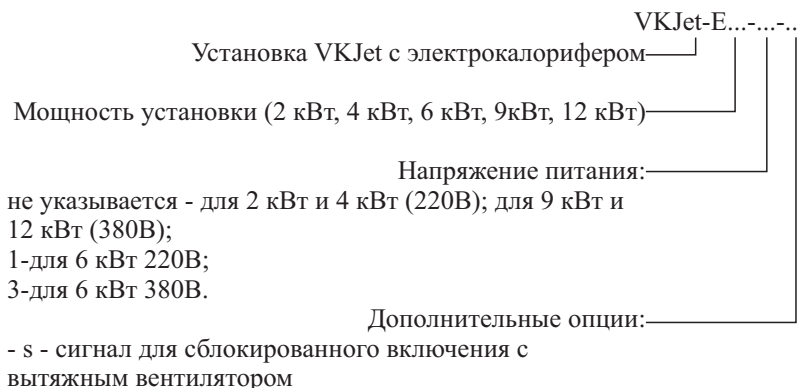 VKJet-E...-...-..
Установка VKJet с электрокалорифером
Мощность установки (2 кВт, 4 кВт, 6 кВт, 9кВт, 12 кВт)
Напряжение питания:
не указывается - для 2 кВт и 4 кВт (220В); для 9 кВт и
12 кВт (380В);
1-для 6 кВт 220В;
3-для 6 кВт 380В.
Дополнительные опции:
- s - сигнал для сблокированного включения с
вытяжным вентилятором